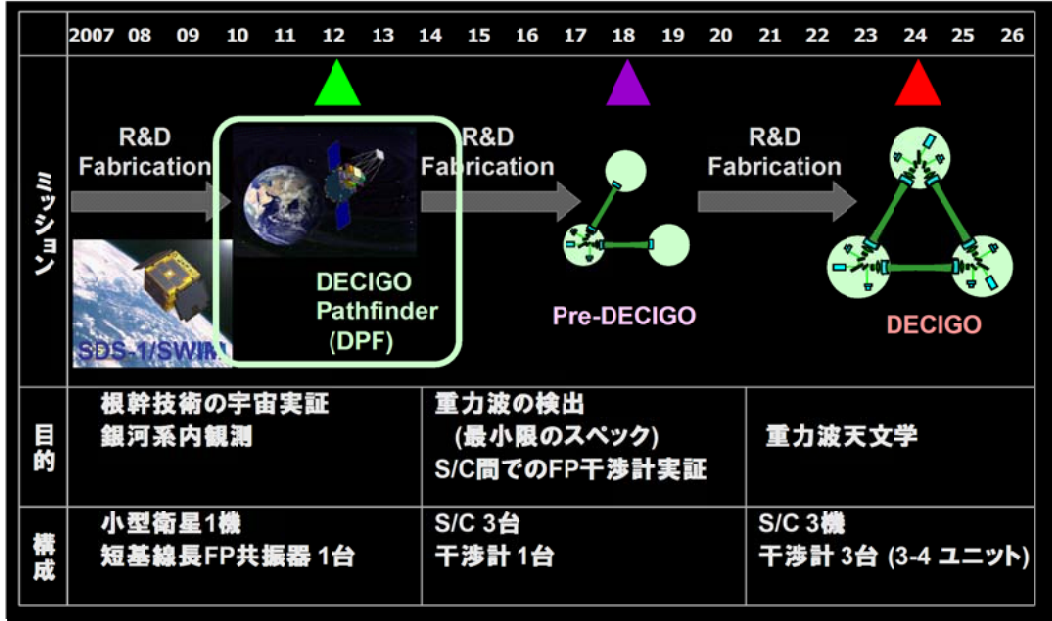 2007 08 09 10 11 12 13 14 15 16 17 18 19 20 21 22 23 24 25 26
ミッション
R&D
Fabrication
R&D
Fabrication
R&D
Fabrication
SDS-1/SWIM
DECIGO
Pathfinder
(DPF)
Pre-DECIGO
DECIGO
目的
根幹技術の宇宙実証
銀河系内観測
重力波の検出
(最小限のスペック)
S/C間でのFP干渉計実証
重力波天文学
構成
小型衛星1機
短基線長FP共振器 1台
S/C 3台
干渉計 1台
S/C 3機
干渉計 3台 (3-4 ユニット)